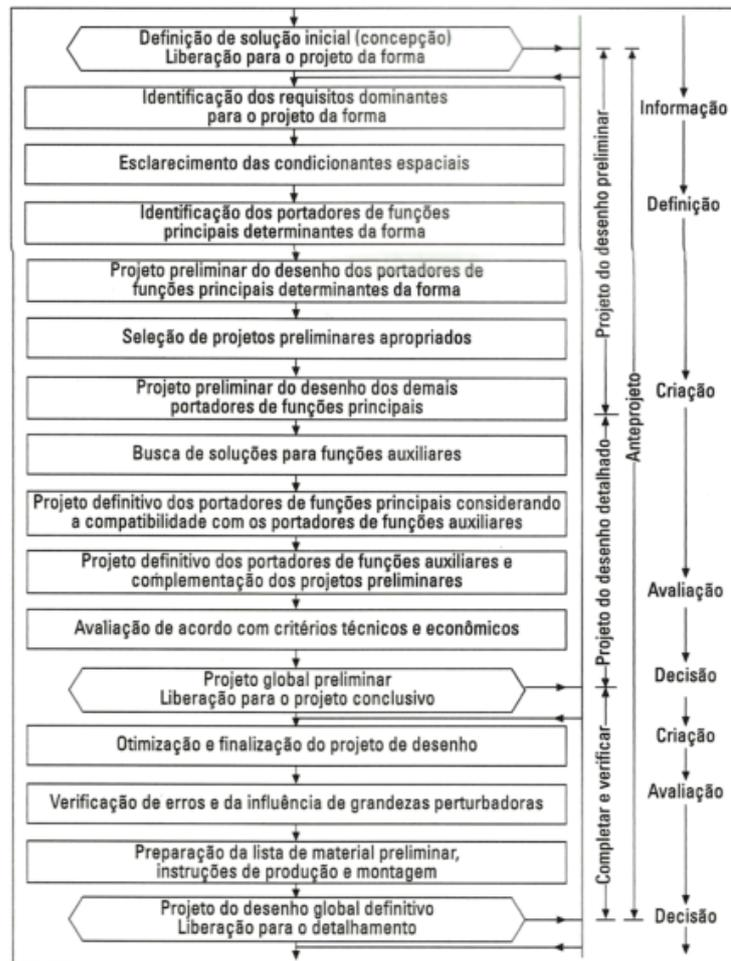 Definição de solução inicial (concepção)
Liberação para o projeto da forma
Identificação dos requisitos dominantes
para o projeto da forma
Esclarecimento das condicionantes espaciais
Identificação dos portadores de funções
principais determinantes da forma
Projeto preliminar do desenho dos portadores de
funções principais determinantes da forma
Seleção de projetos preliminares apropriados
Projeto preliminar do desenho dos demais
portadores de funções principais
Busca de soluções para funções auxiliares
Projeto definitivo dos portadores de funções principais considerando
a compatibilidade com os portadores de funções auxiliares
Projeto definitivo dos portadores de funções auxiliares e
complementação dos projetos preliminares
Avaliação de acordo com critérios técnicos e econômicos
Projeto global preliminar
Liberação para o projeto conclusivo
Otimização e finalização do projeto de desenho
Verificação de erros e da influência de grandezas perturbadoras
Preparação da lista de material preliminar,
instruções de produção e montagem
Projeto do desenho global definitivo
Liberação para o detalhamento
Projeto do desenho preliminar
Projeto do desenho detalhado
Completar e verificar
Anteprojeto
Informação
Definição
Criação
Avaliação
Decisão
Criação
Avaliação
Decisão